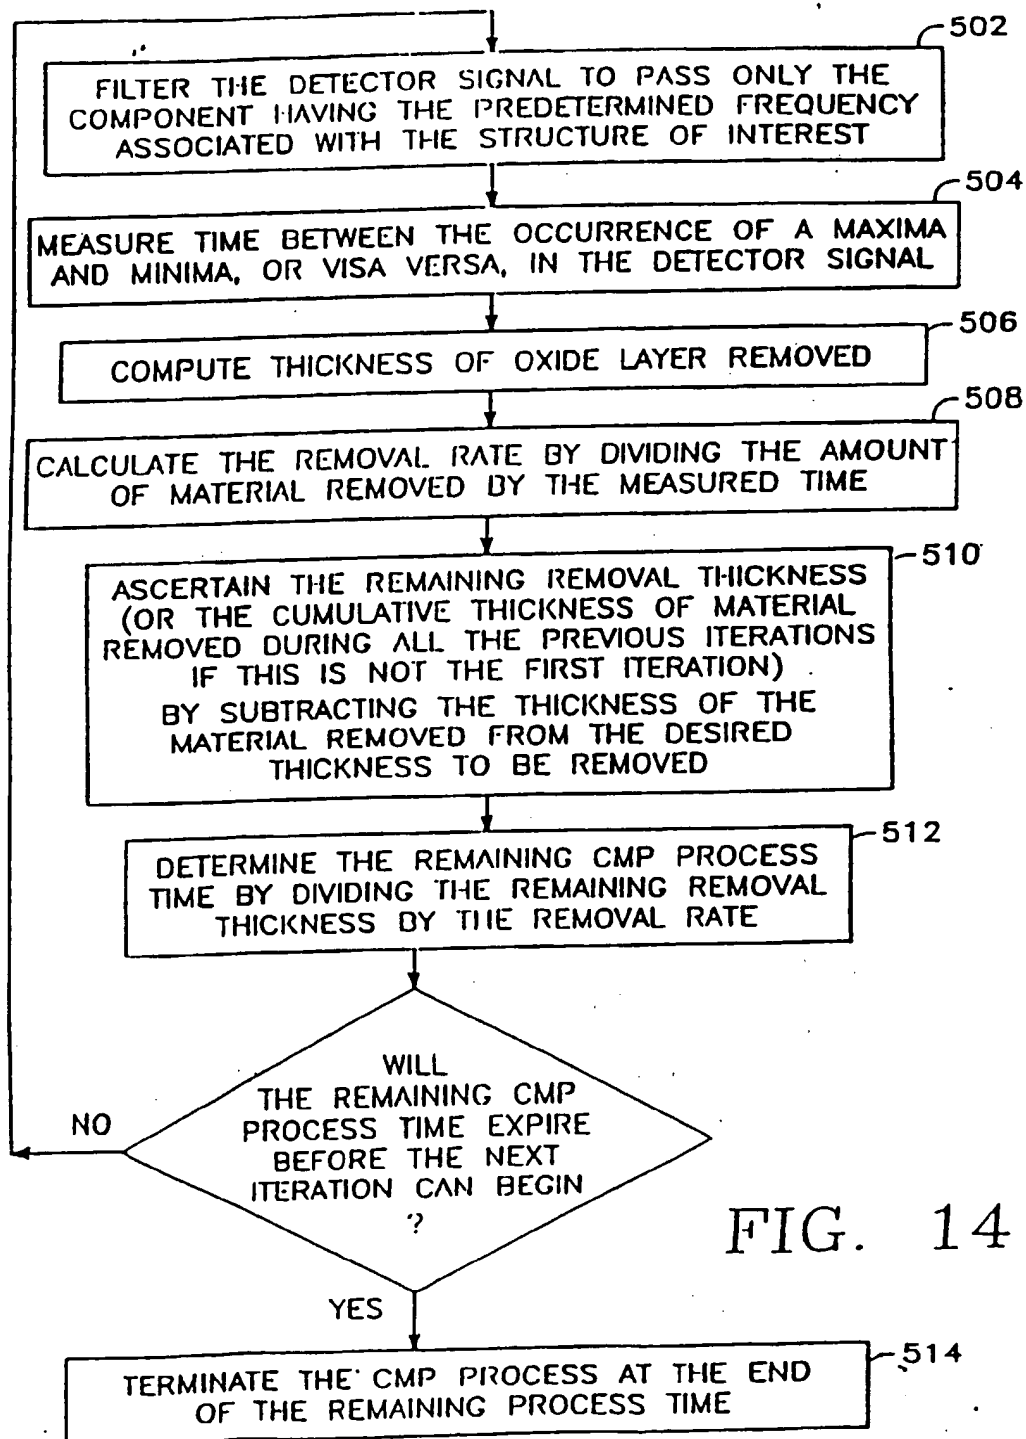 502
FILTER THE DETECTOR SIGNAL TO PASS ONLY THE
COMPONENT HAVING THE PREDETERMINED FREQUENCY
ASSOCIATED WITH THE STRUCTURE OF INTEREST
504
MEASURE TIME BETWEEN THE OCCURRENCE OF A MAXIMA
AND MINIMA, OR VISA VERSA, IN THE DETECTOR SIGNAL
506
COMPUTE THICKNESS OF OXIDE LAYER REMOVED
508
CALCULATE THE REMOVAL RATE BY DIVIDING THE AMOUNT
OF MATERIAL REMOVED BY THE MEASURED TIME
510
ASCERTAIN THE REMAINING REMOVAL THICKNESS
(OR THE CUMULATIVE THICKNESS OF MATERIAL
REMOVED DURING ALL THE PREVIOUS ITERATIONS
IF THIS IS NOT THE FIRST ITERATION)
BY SUBTRACTING THE THICKNESS OF THE
MATERIAL REMOVED FROM THE DESIRED
THICKNESS TO BE REMOVED
512
DETERMINE THE REMAINING CMP PROCESS
TIME BY DIVIDING THE REMAINING REMOVAL
THICKNESS BY THE REMOVAL RATE
WILL
THE REMAINING CMP
PROCESS TIME EXPIRE
BEFORE THE NEXT
ITERATION CAN BEGIN
?
NO
YES
FIG. 14
514
TERMINATE THE CMP PROCESS AT THE END
OF THE REMAINING PROCESS TIME